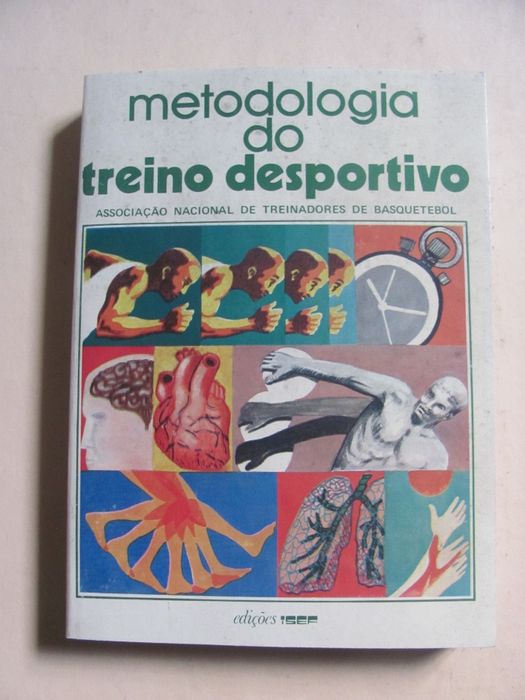 metodologia
do
treino desportivo
ASSOCIAÇÃO NACIONAL DE TREINADORES DE BASQUETEBOL
edições ISEF